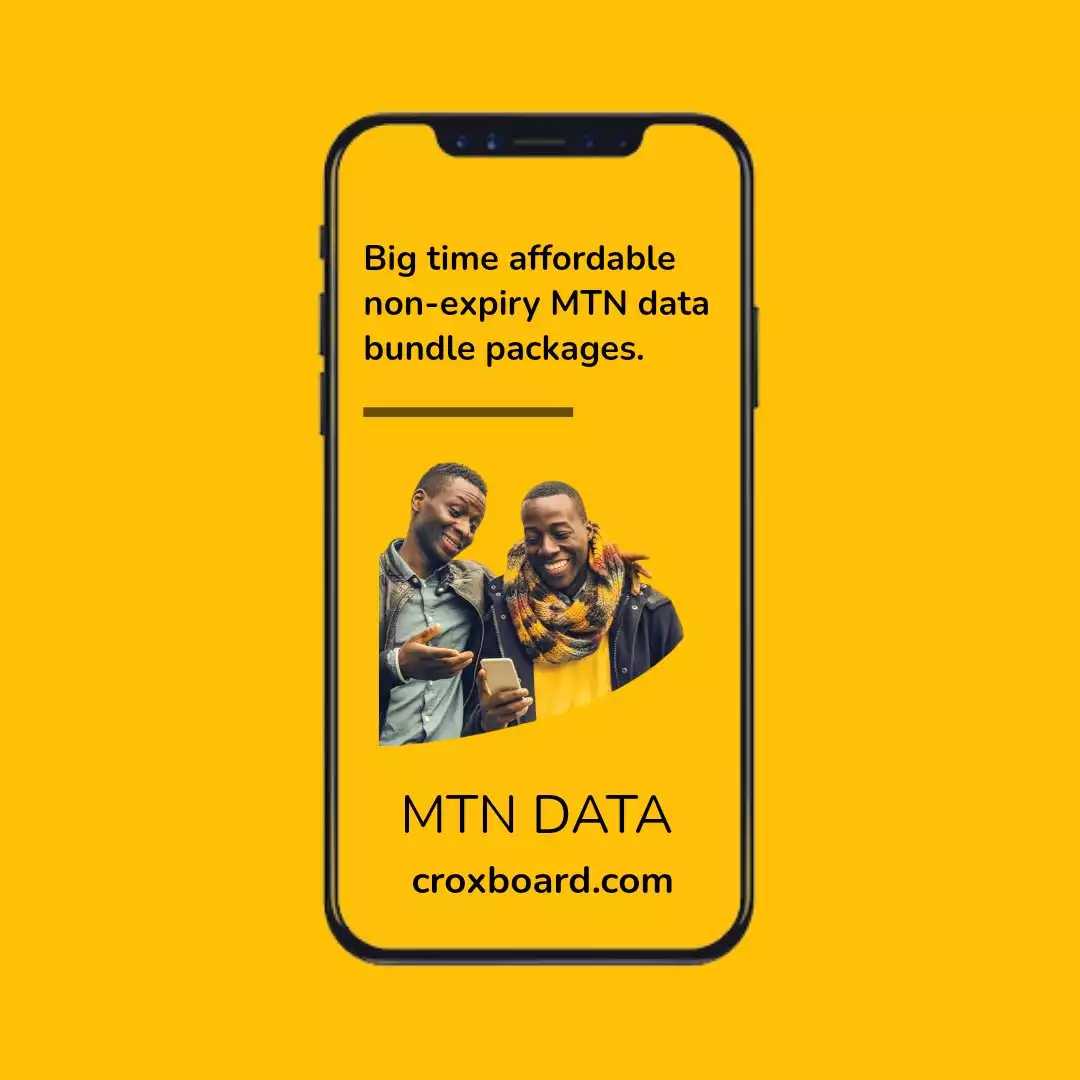 Big time affordable
non-expiry MTN data
bundle packages.
MTN DATA
croxboard.com